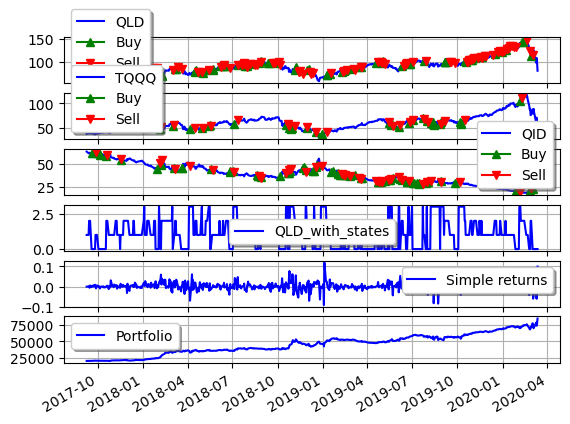 QLD
Buy
Sell
150
100
TQQQ
Buy
Sell
100
50
QID
Buy
Sell
50
25
2.5
0.0
QLD_with_states
0.1
0.0
-0.1
Simple returns
75000
50000
25000
Portfolio
2017-10
2018-01
2018-04
2018-07
2018-10
2019-01
2019-04
2019-07
2019-10
2020-01
2020-04